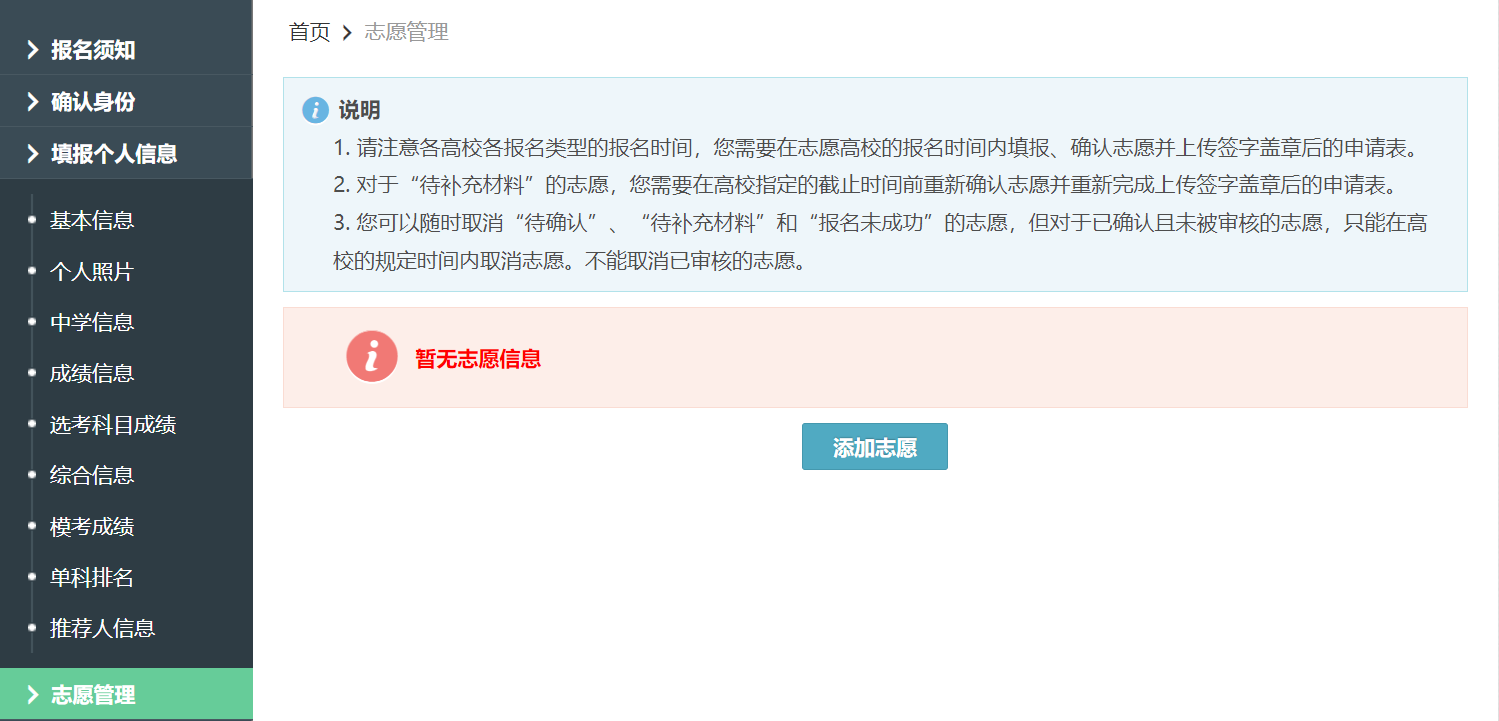 报名须知
确认身份
填报个人信息
基本信息
个人照片
中学信息
成绩信息
选考科目成绩
综合信息
模考成绩
单科排名
推荐人信息
志愿管理
首页 > 志愿管理
说明
1. 请注意各高校各报名类型的报名时间，您需要在志愿高校的报名时间内填报、确认志愿并上传签字盖章后的申请表。
2. 对于“待补充材料”的志愿，您需要在高校指定的截止时间前重新确认志愿并重新完成上传签字盖章后的申请表。
3. 您可以随时取消“待确认”、“待补充材料”和“报名未成功”的志愿，但对于已确认且未被审核的志愿，只能在高
校的规定时间内取消志愿。不能取消已审核的志愿。
暂无志愿信息
添加志愿